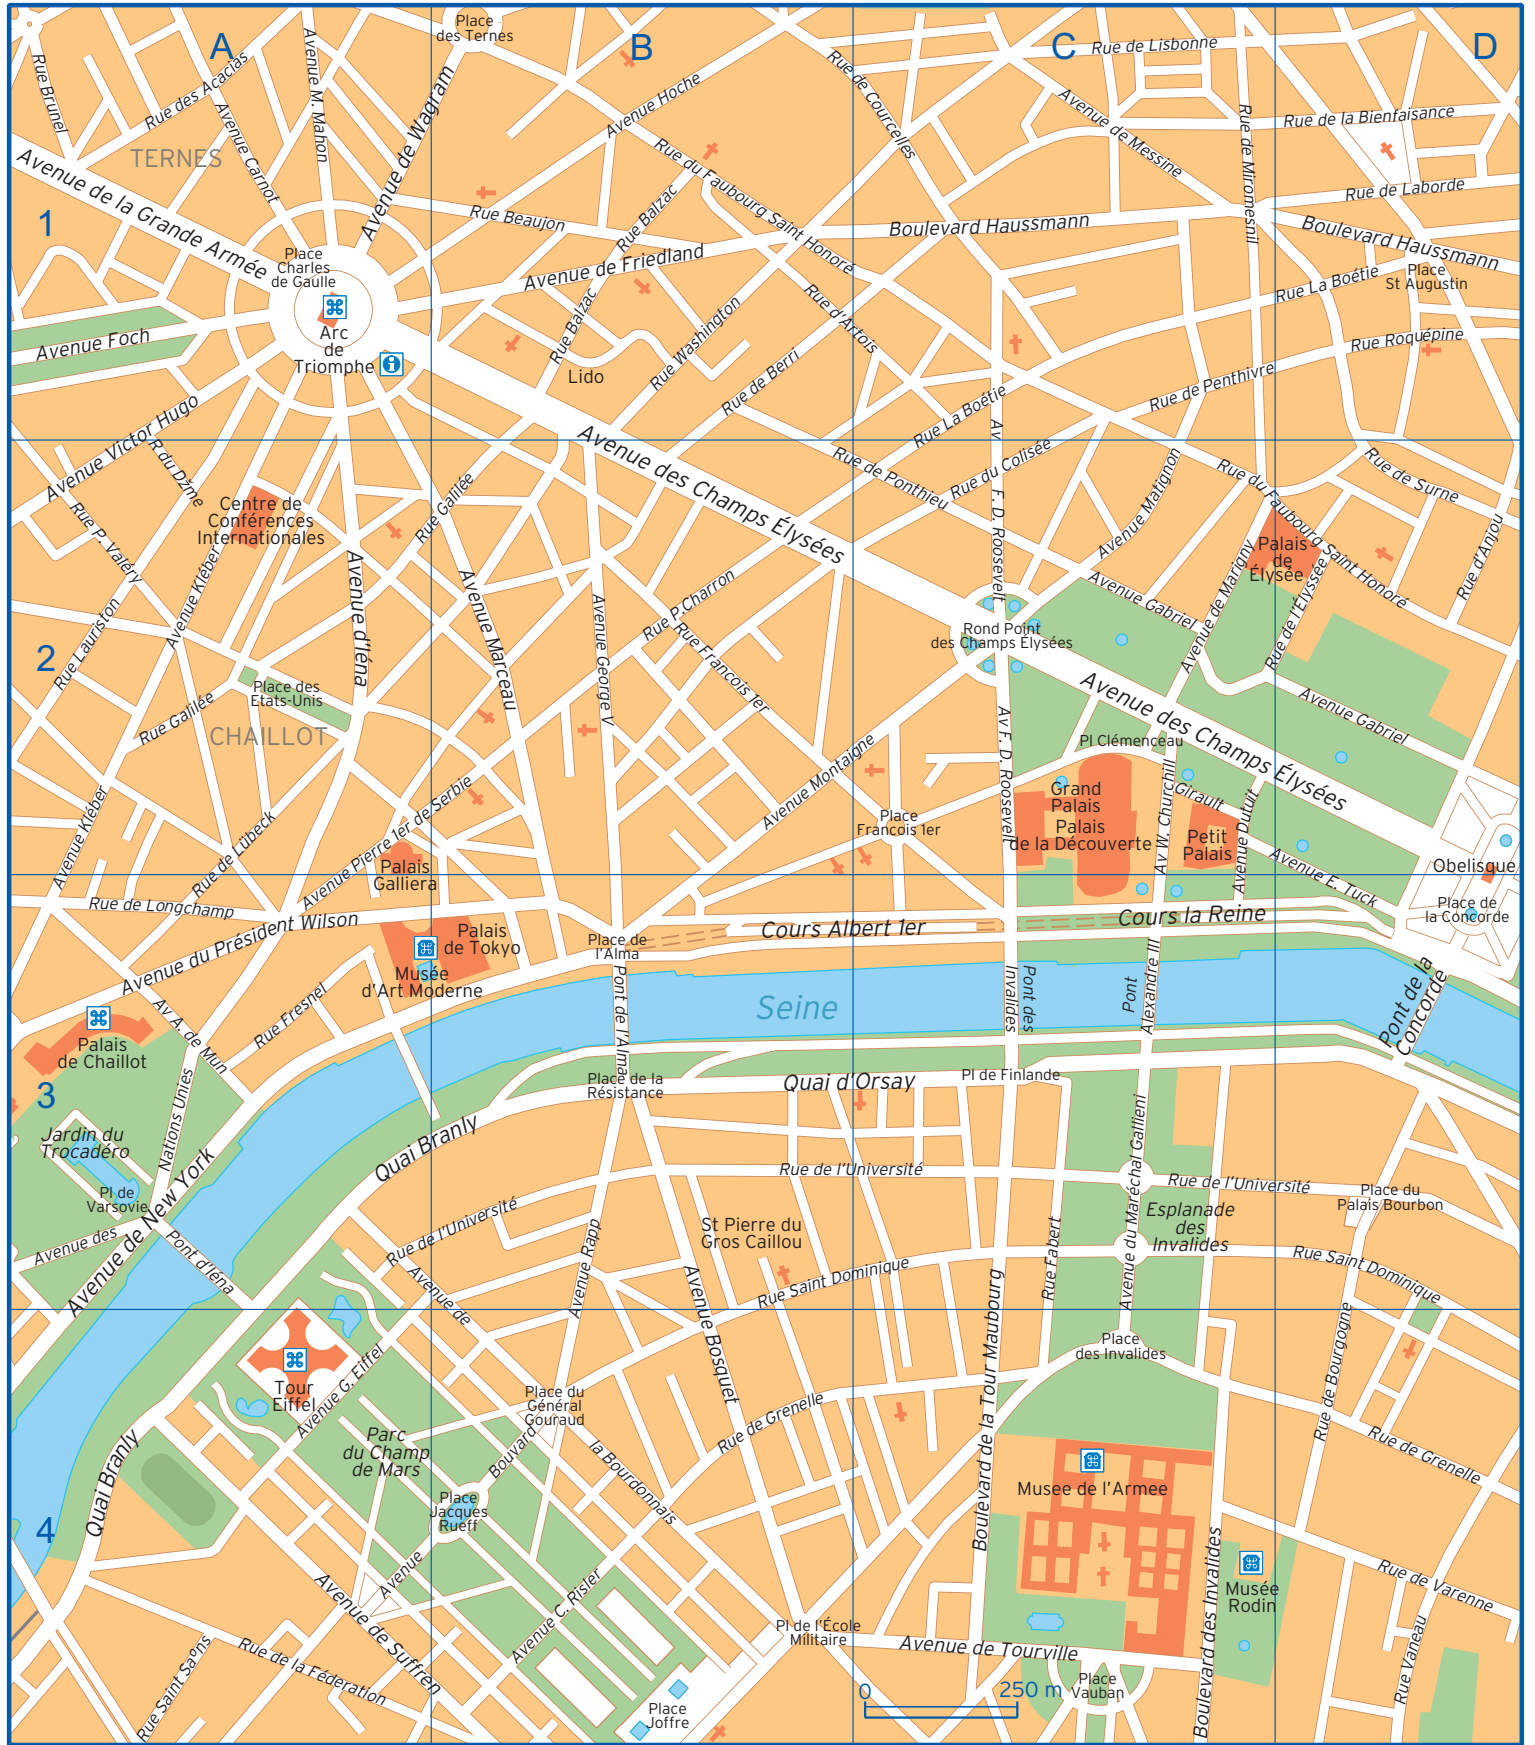 A
B
C
D
1
2
3
4
Place
des Ternes
Rue Brunel
Rue des Acacias
Avenue M. Mahon
Avenue Carnot
Avenue de Wagram
TERNES
Avenue de la Grande Armée
Place
Charles
de Gaulle
Arc
de
Triomphe
Avenue Foch
Avenue Victor Hugo
Avenue Hoche
Rue du Faubourg Saint Honoré
Rue Beaujon
Rue Balzac
Avenue de Friedland
Rue Balzac
Rue Washington
Lido
Rue de Berri
Rue d'Artois
Rue de Courcelles
Rue de Lisbonne
Avenue de Messine
Rue de Miromesnil
Rue de la Bienfaisance
Rue de Laborde
Boulevard Haussmann
Boulevard Haussmann
Rue La Boétie
Place
St Augustin
Rue Roquépine
Rue de Penthivre
Rue La Boétie
Avenue des Champs Élysées
R du Džme
Rue P. Valéry
Centre de
Conférences
Internationales
Rue Galilée
Avenue Kléber
Avenue d'Iéna
Rue Lauriston
Avenue Marceau
Place des
Etats-Unis
Rue Galilée
CHAILLOT
Avenue George V
Rue P.Charron
Rue Francois 1er
Rue de Ponthieu
Rue du Colisée
Av F. D. Roosevelt
Avenue Matignon
Rue du Faubourg Saint Honoré
Rue de Surne
Rue d'Anjou
Palais
de
Élysée
Avenue Gabriel
Avenue de Marigny
Rue de l'Élyssée
Rond Point
des Champs Élysées
Avenue des Champs Élysées
Avenue Gabriel
Av F. D. Roosevelt
Pl Clémenceau
Av W. Churchill
Girault
Avenue Dutuit
Grand
Palais
Palais
de la Découverte
Petit
Palais
Avenue E. Tuck
Obelisque
Place de
la Concorde
Avenue Montaigne
Place
Francois 1er
Avenue Kléber
Rue de Lübeck
Avenue Pierre 1er de Serbie
Palais
Galliera
Rue de Longchamp
Avenue du Président Wilson
Palais
de Tokyo
Musée
d'Art Moderne
Place de
l'Alma
Cours Albert 1er
Cours la Reine
Seine
Pont de l'Alma
Pont des
Invalides
Pont
Alexandre III
Pont de la
Concorde
Av A. de Mun
Rue Fresnel
Palais
de Chaillot
Nations Unies
Jardin du
Trocadéro
Pl de
Varsovie
Avenue des
Avenue de New York
Pont d'Iéna
Place de la
Résistance
Quai d'Orsay
Pl de Finlande
Quai Branly
Rue de l'Université
Rue de l'Université
Rue de l'Université
Avenue du Maréchal Gallieni
Esplanade
des
Invalides
Rue Fabert
Place du
Palais Bourbon
Rue Saint Dominique
St Pierre du
Gros Caillou
Avenue Rapp
Avenue Bosquet
Rue Saint Dominique
Avenue de
la Bourdonnais
Tour
Eiffel
Avenue G. Eiffel
Parc
du Champ
de Mars
Place du
Général
Gouraud
Bouvard
Rue de Grenelle
Boulevard de la Tour Maubourg
Place
des Invalides
Rue de Bourgogne
Rue de Grenelle
Quai Branly
Place
Jacques
Rueff
Avenue
Musee de l'Armee
Musée
Rodin
Rue de Varenne
Avenue de Suffren
Avenue C. Risler
Pl de l'École
Militaire
Avenue de Tourville
Boulevard des Invalides
Rue Vaneau
Rue Saint Saºns
Rue de la Féderation
Place
Joffre
Place
Vauban
0
250 m